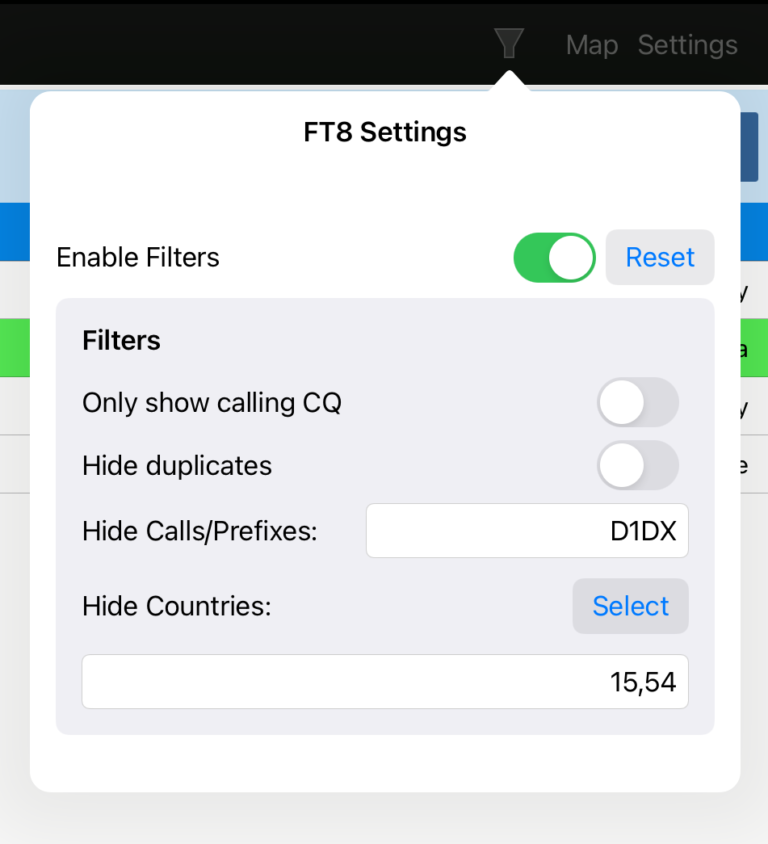 Map Settings
FT8 Settings
Enable Filters Reset
y
Filters
a
Only show calling CQ
y
Hide duplicates
e
Hide Calls/Prefixes: D1DX
Hide Countries: Select
15,54